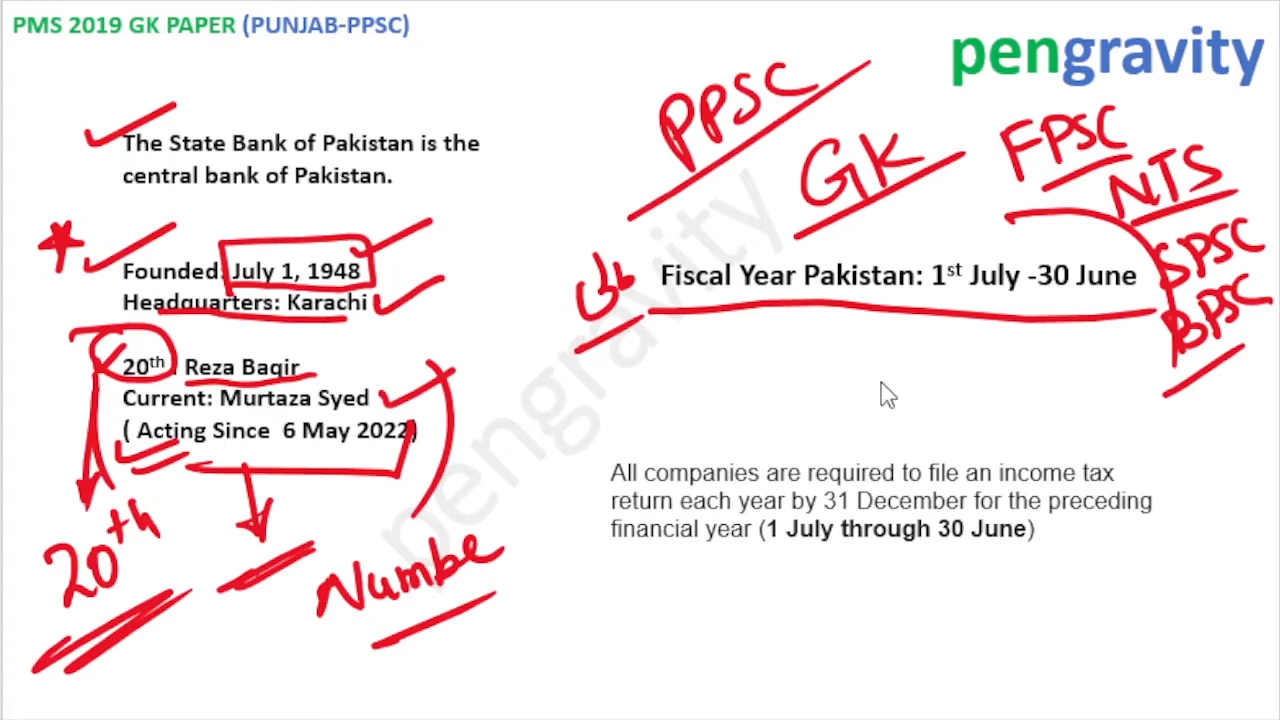 PMS 2019 GK PAPER (PUNJAB-PPSC)
pengravity
The State Bank of Pakistan is the
central bank of Pakistan.
Founded: July 1, 1948
Headquarters: Karachi
20th : Reza Baqir
Current: Murtaza Syed
( Acting Since 6 May 2022)
20th
Numbe
PPSC
GK
FPSC
NTS
SPSC
BPSC
Fiscal Year Pakistan: 1st July -30 June
All companies are required to file an income tax
return each year by 31 December for the preceding
financial year (1 July through 30 June)
pengravity